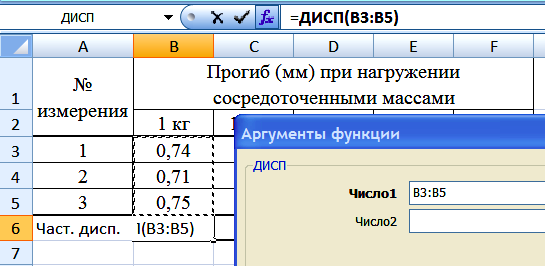 ДИСП =ДИСП(B3:B5)
A B C D E F
1 № измерения Прогиб (мм) при нагружении
сосредоточенными массами
2 1 кг 1
3 1 0,74
4 2 0,71
5 3 0,75
6 Част. дисп. (B3:B5)
7
Аргументы функции
ДИСП
Число1 B3:B5
Число2